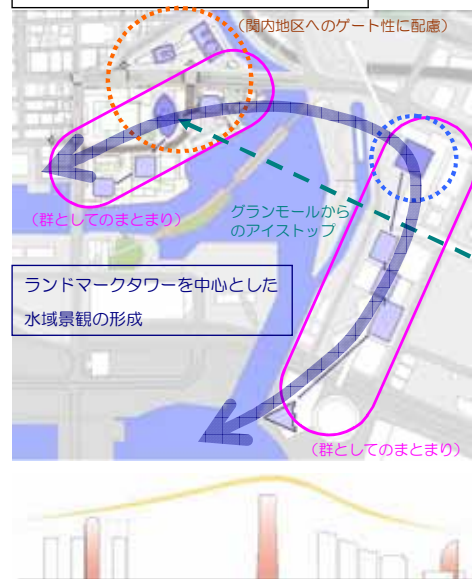 （関内地区へのゲート性に配慮）
グランモールから
のアイストップ
（群としてのまとまり）
ランドマークタワーを中心とした
水域景観の形成
（群としてのまとまり）